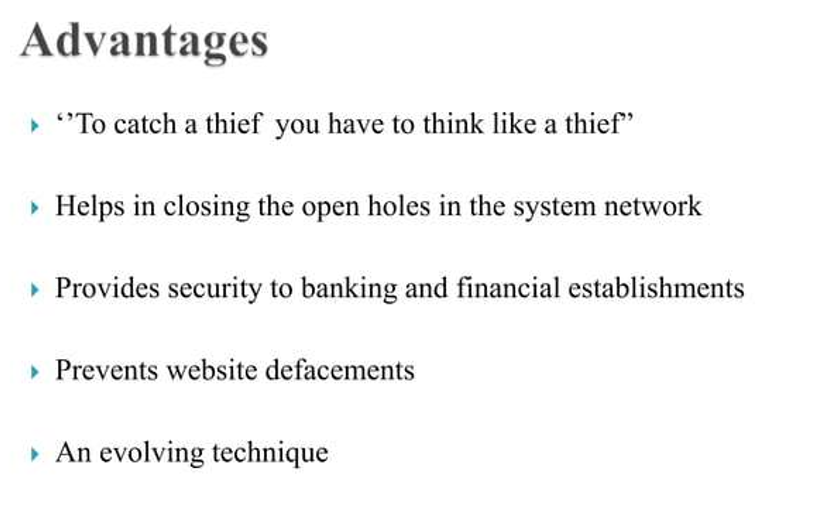 Advantages
‘’To catch a thief you have to think like a thief”
Helps in closing the open holes in the system network
Provides security to banking and financial establishments
Prevents website defacements
An evolving technique